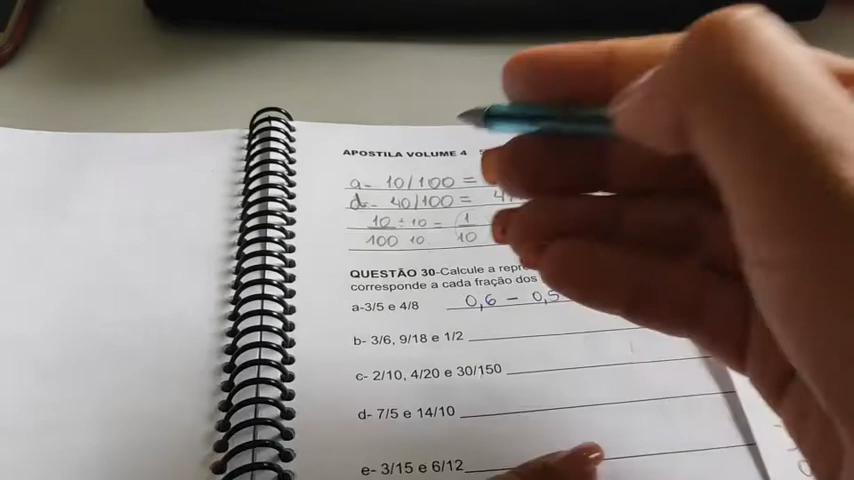 APOSTILA VOLUME 4
a- 10/100 =
d- 40/100 =
10 ÷ 10 = 1
100 10 10
QUESTÃO 30-Calcule a
corresponde a cada fração dos
a-3/5 e 4/8 0,6 - 0,5
b- 3/6, 9/18 e 1/2
c- 2/10, 4/20 e 30/150
d- 7/5 e 14/10
e- 3/15 e 6/12